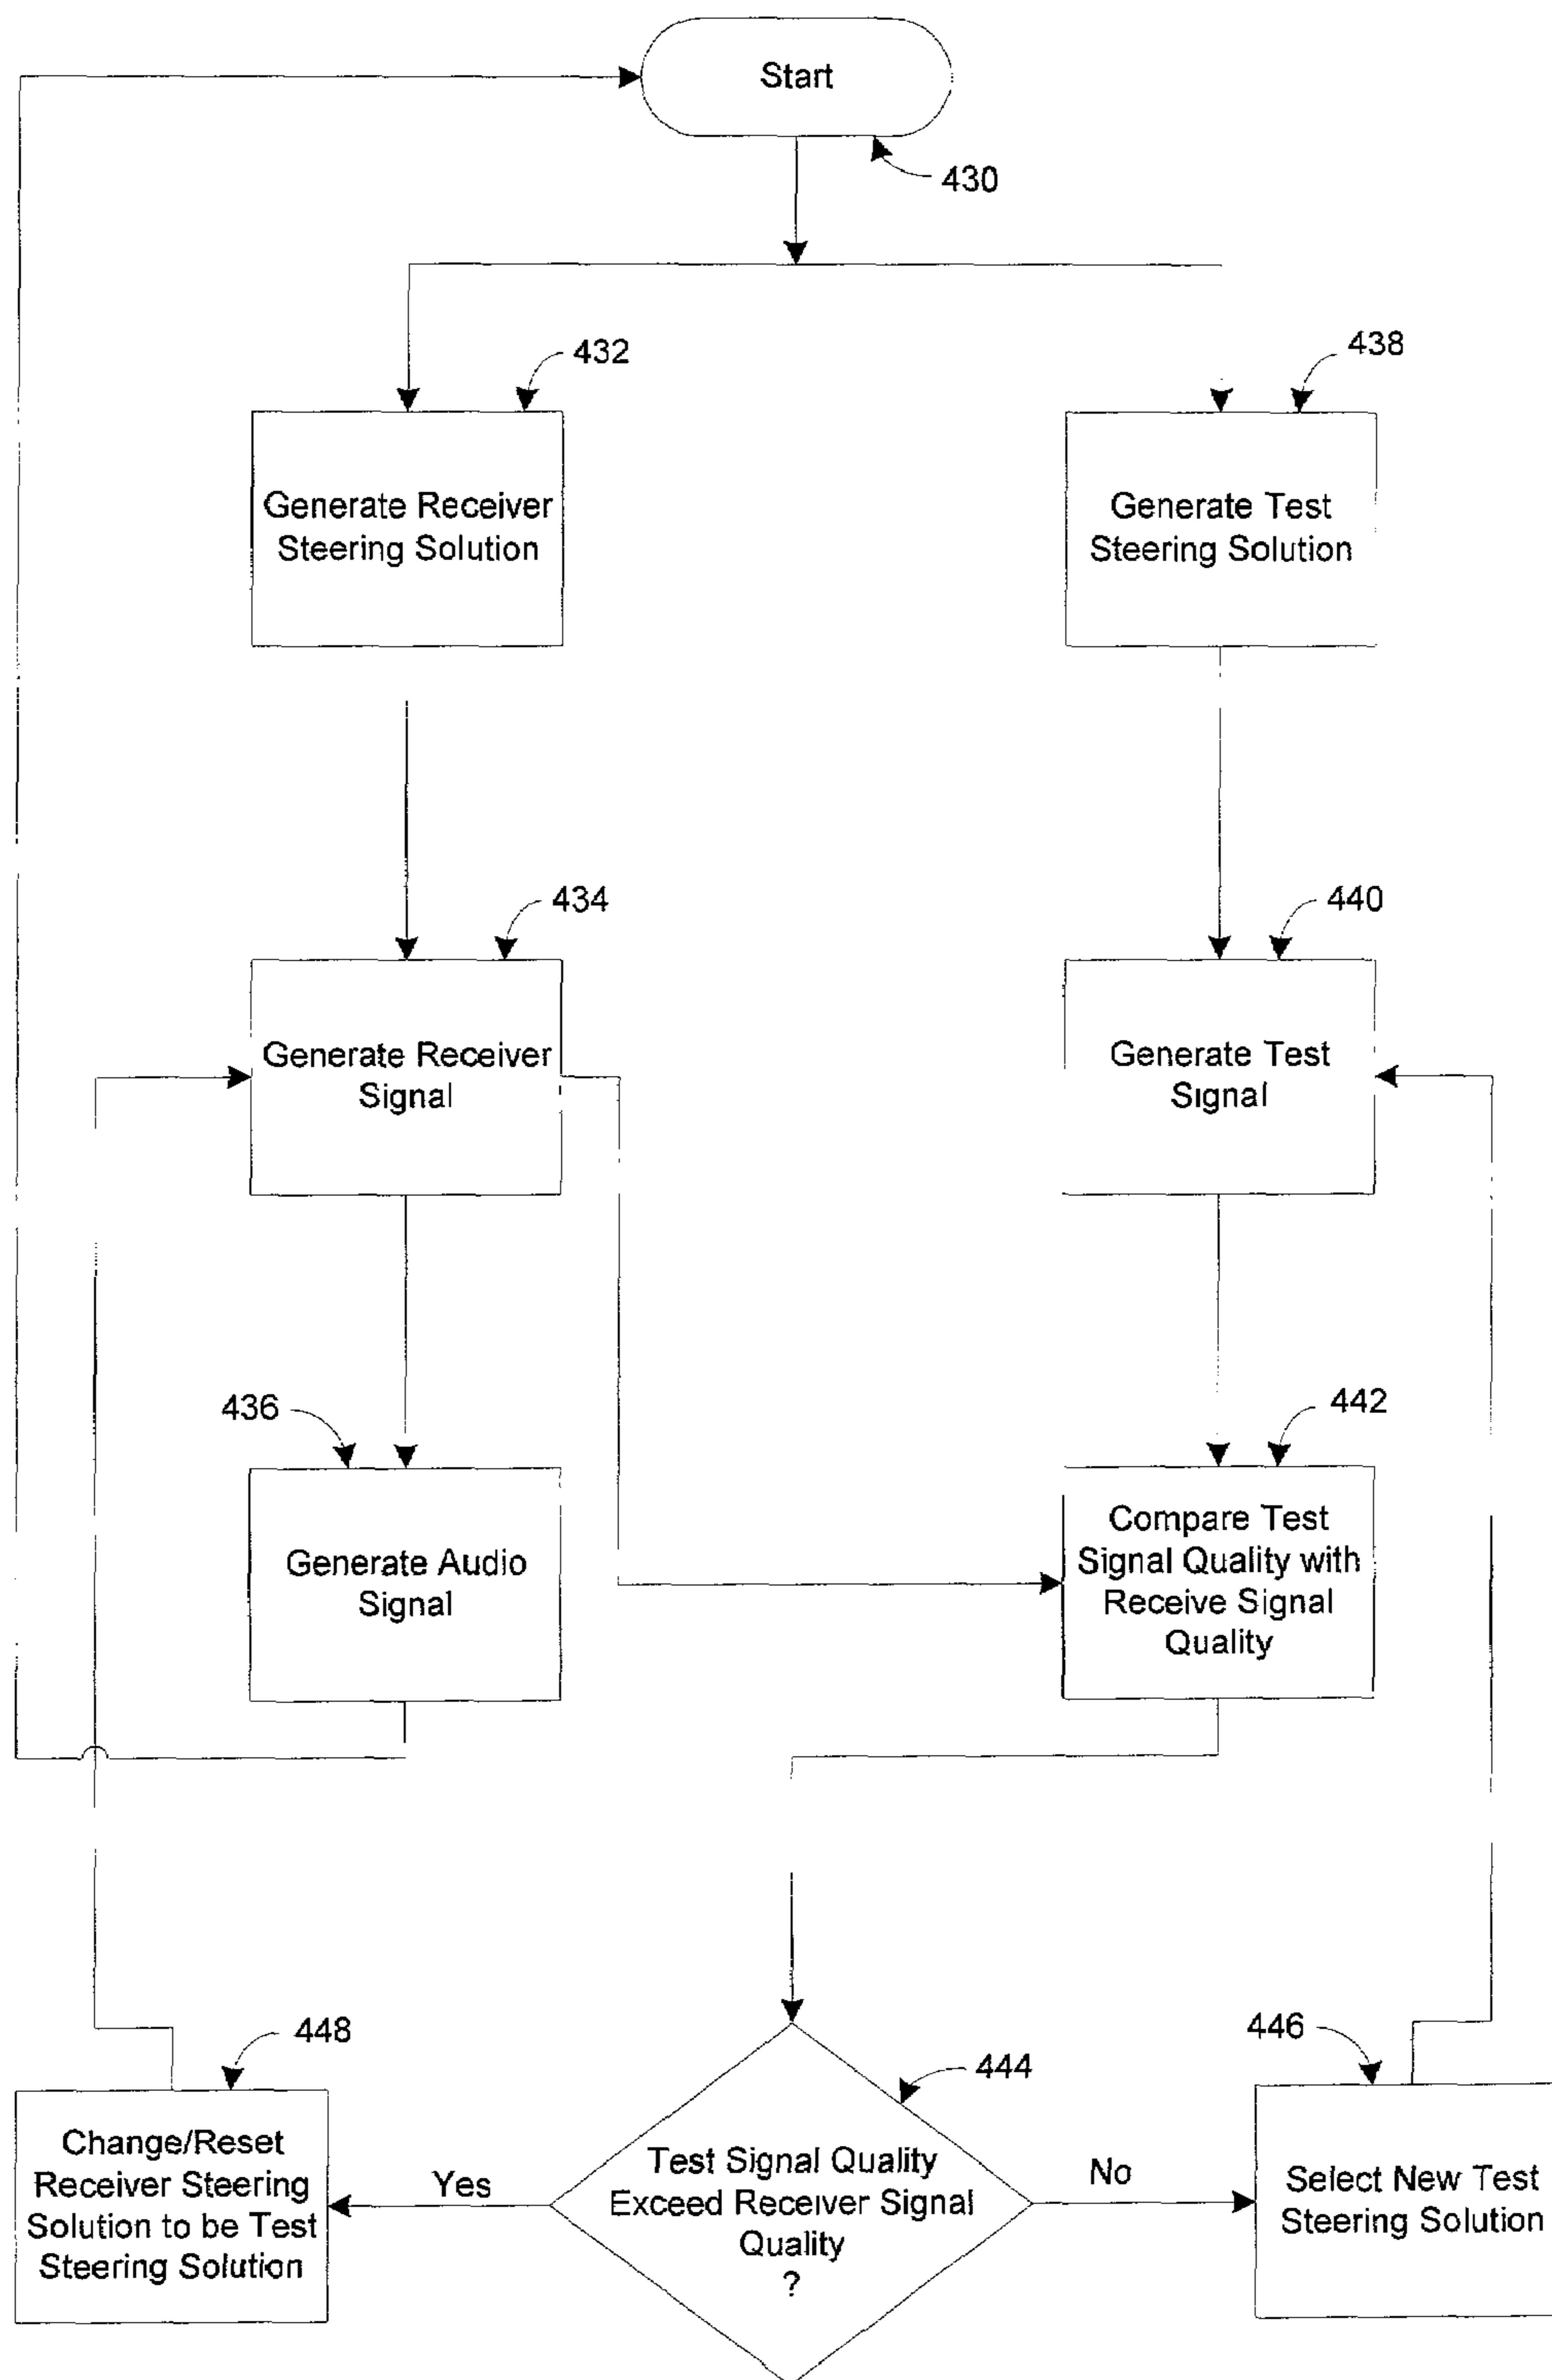 Start
430
432
438
Generate Receiver
Steering Solution
Generate Test
Steering Solution
434
440
Generate Receiver
Signal
Generate Test
Signal
436
442
Generate Audio
Signal
Compare Test
Signal Quality with
Receive Signal
Quality
448
446
444
Change/Reset
Receiver Steering
Solution to be Test
Steering Solution
Yes
Test Signal Quality
Exceed Receiver Signal
Quality
?
No
Select New Test
Steering Solution